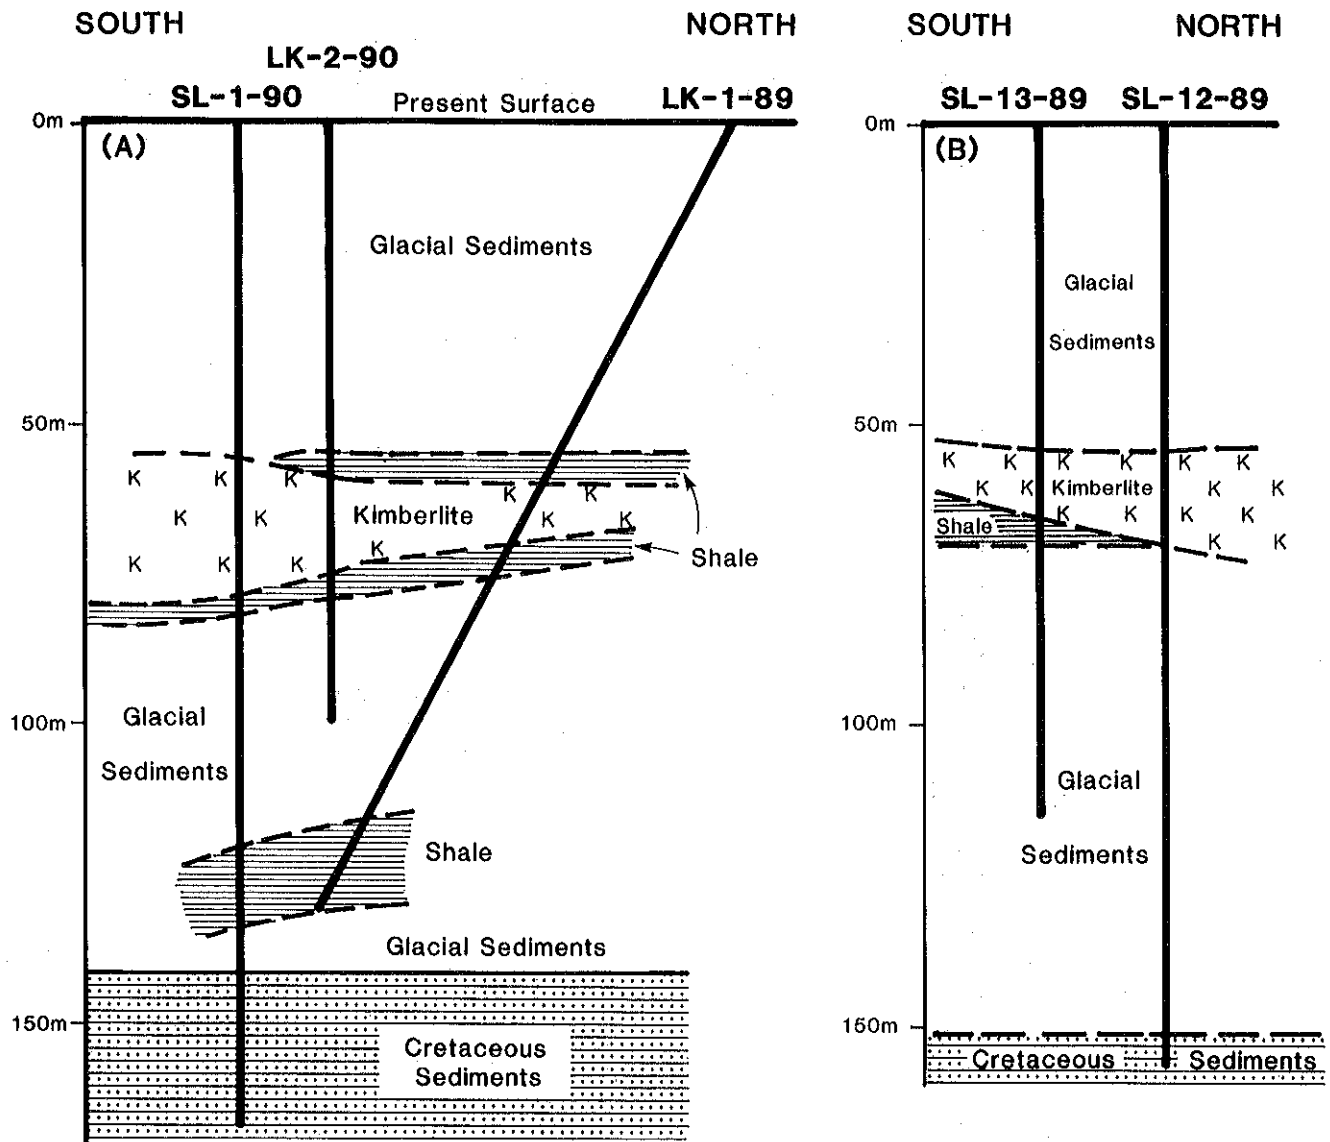 SOUTH
NORTH
LK-2-90
SL-1-90
Present Surface
LK-1-89
0m
(A)
Glacial Sediments
50m
K
K
K
K
K
K
K
Kimberlite
K
K
K
K
K
K
Shale
100m
Glacial
Sediments
Shale
Glacial Sediments
150m
Cretaceous
Sediments
SOUTH
NORTH
SL-13-89
SL-12-89
0m
(B)
Glacial
Sediments
50m
K
K
K
K
K
K
K
K
Kimberlite
K
K
K
K
K
K
K
K
Shale
K
K
100m
Glacial
Sediments
150m
Cretaceous
Sediments